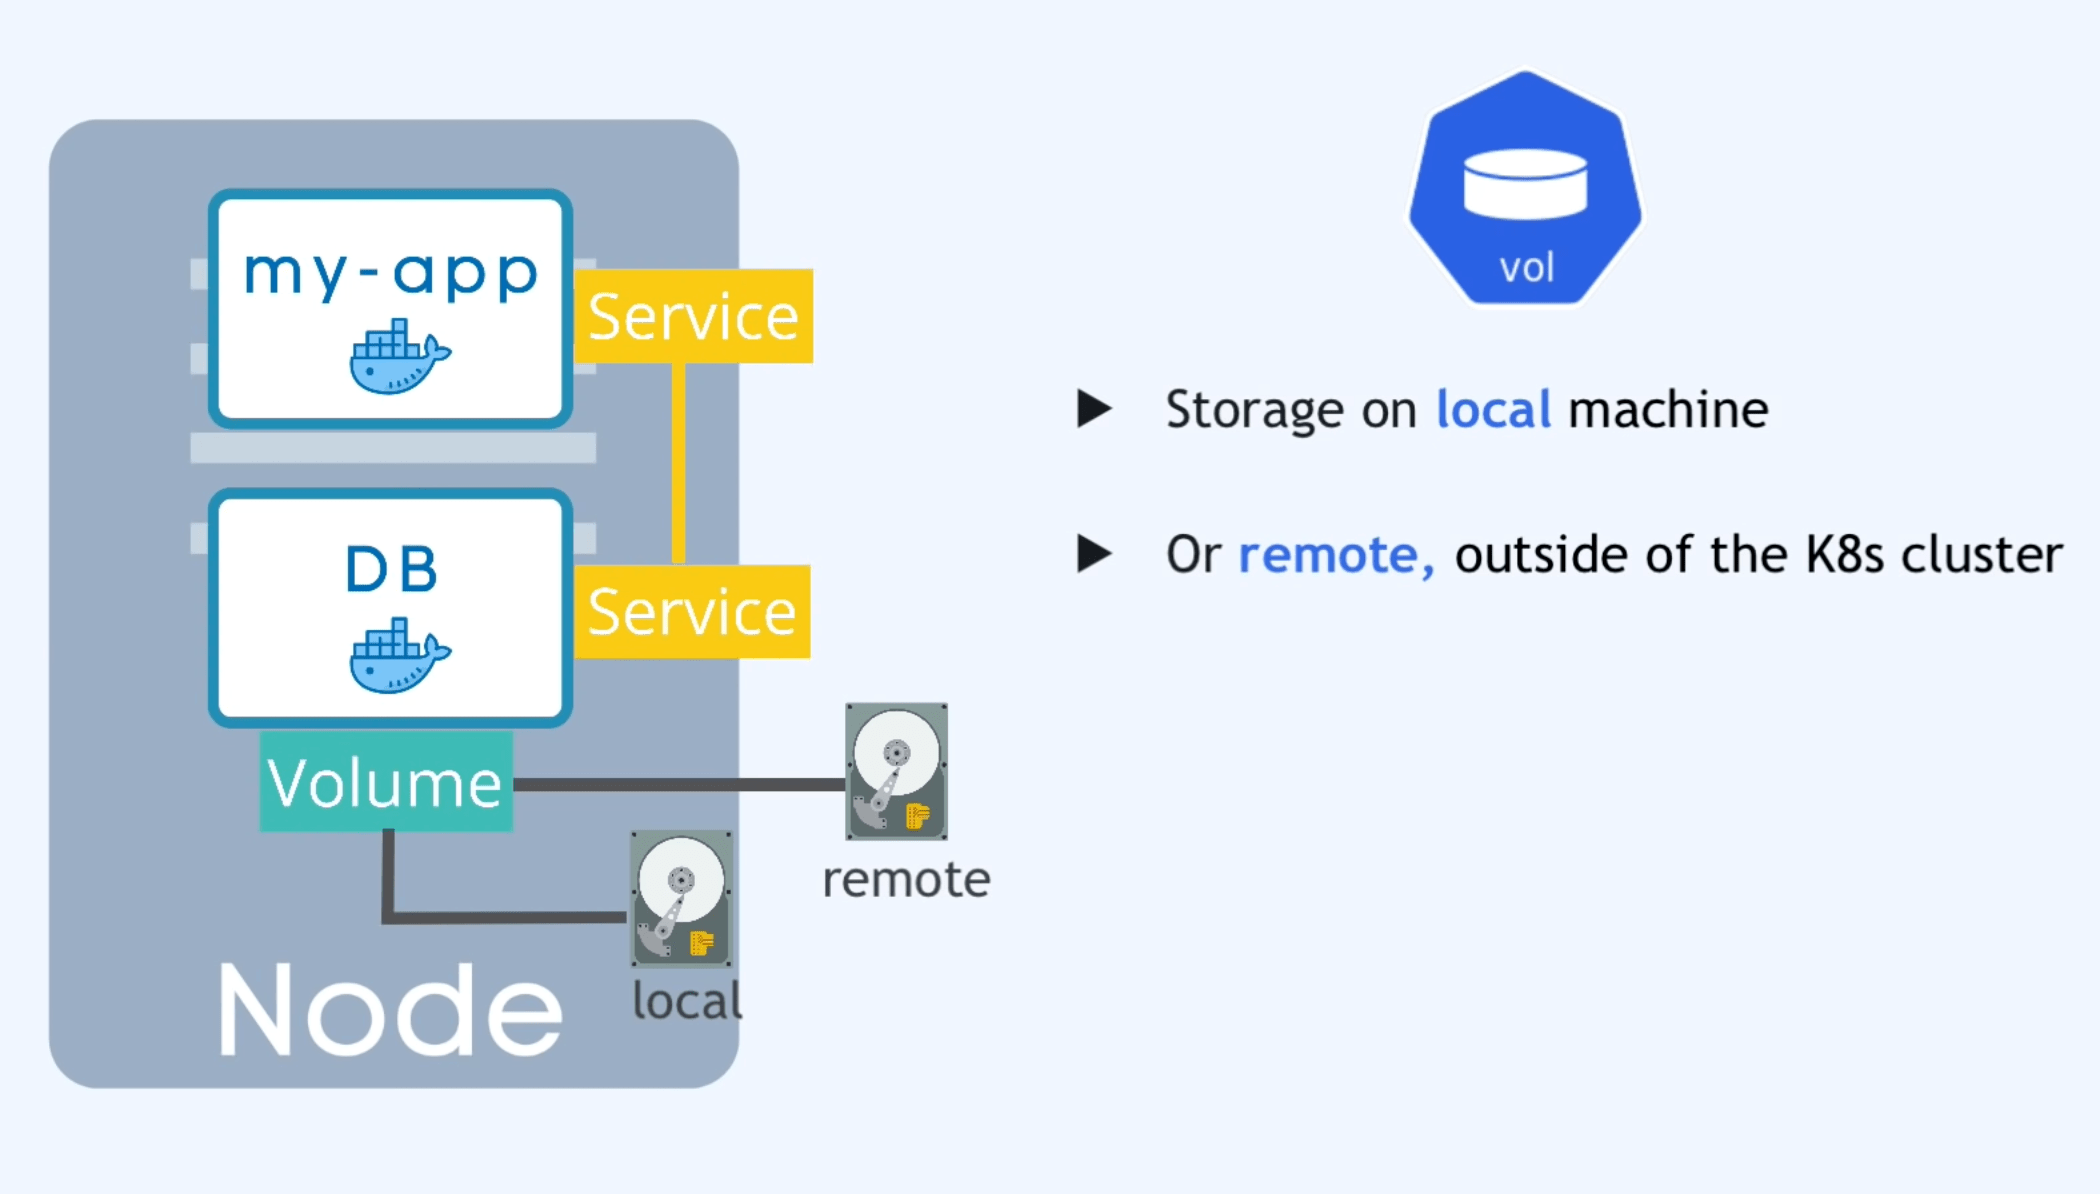 my-app
Service
DB
Service
Volume
remote
local
Node
vol
Storage on local machine
Or remote, outside of the K8s cluster